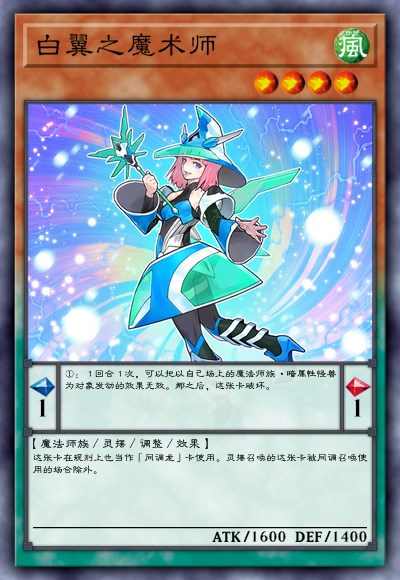 白翼之魔术师
風
①：1回合1次，可以把以自己场上的魔法师族·暗属性怪兽
为对象发动的效果无效。那之后，这张卡破坏。
1
1
【魔法师族／灵摆／调整／效果】
这张卡在规则上也当作「同调龙」卡使用。灵摆召唤的这张卡被同调召唤使
用的场合除外。
ATK/1600 DEF/1400